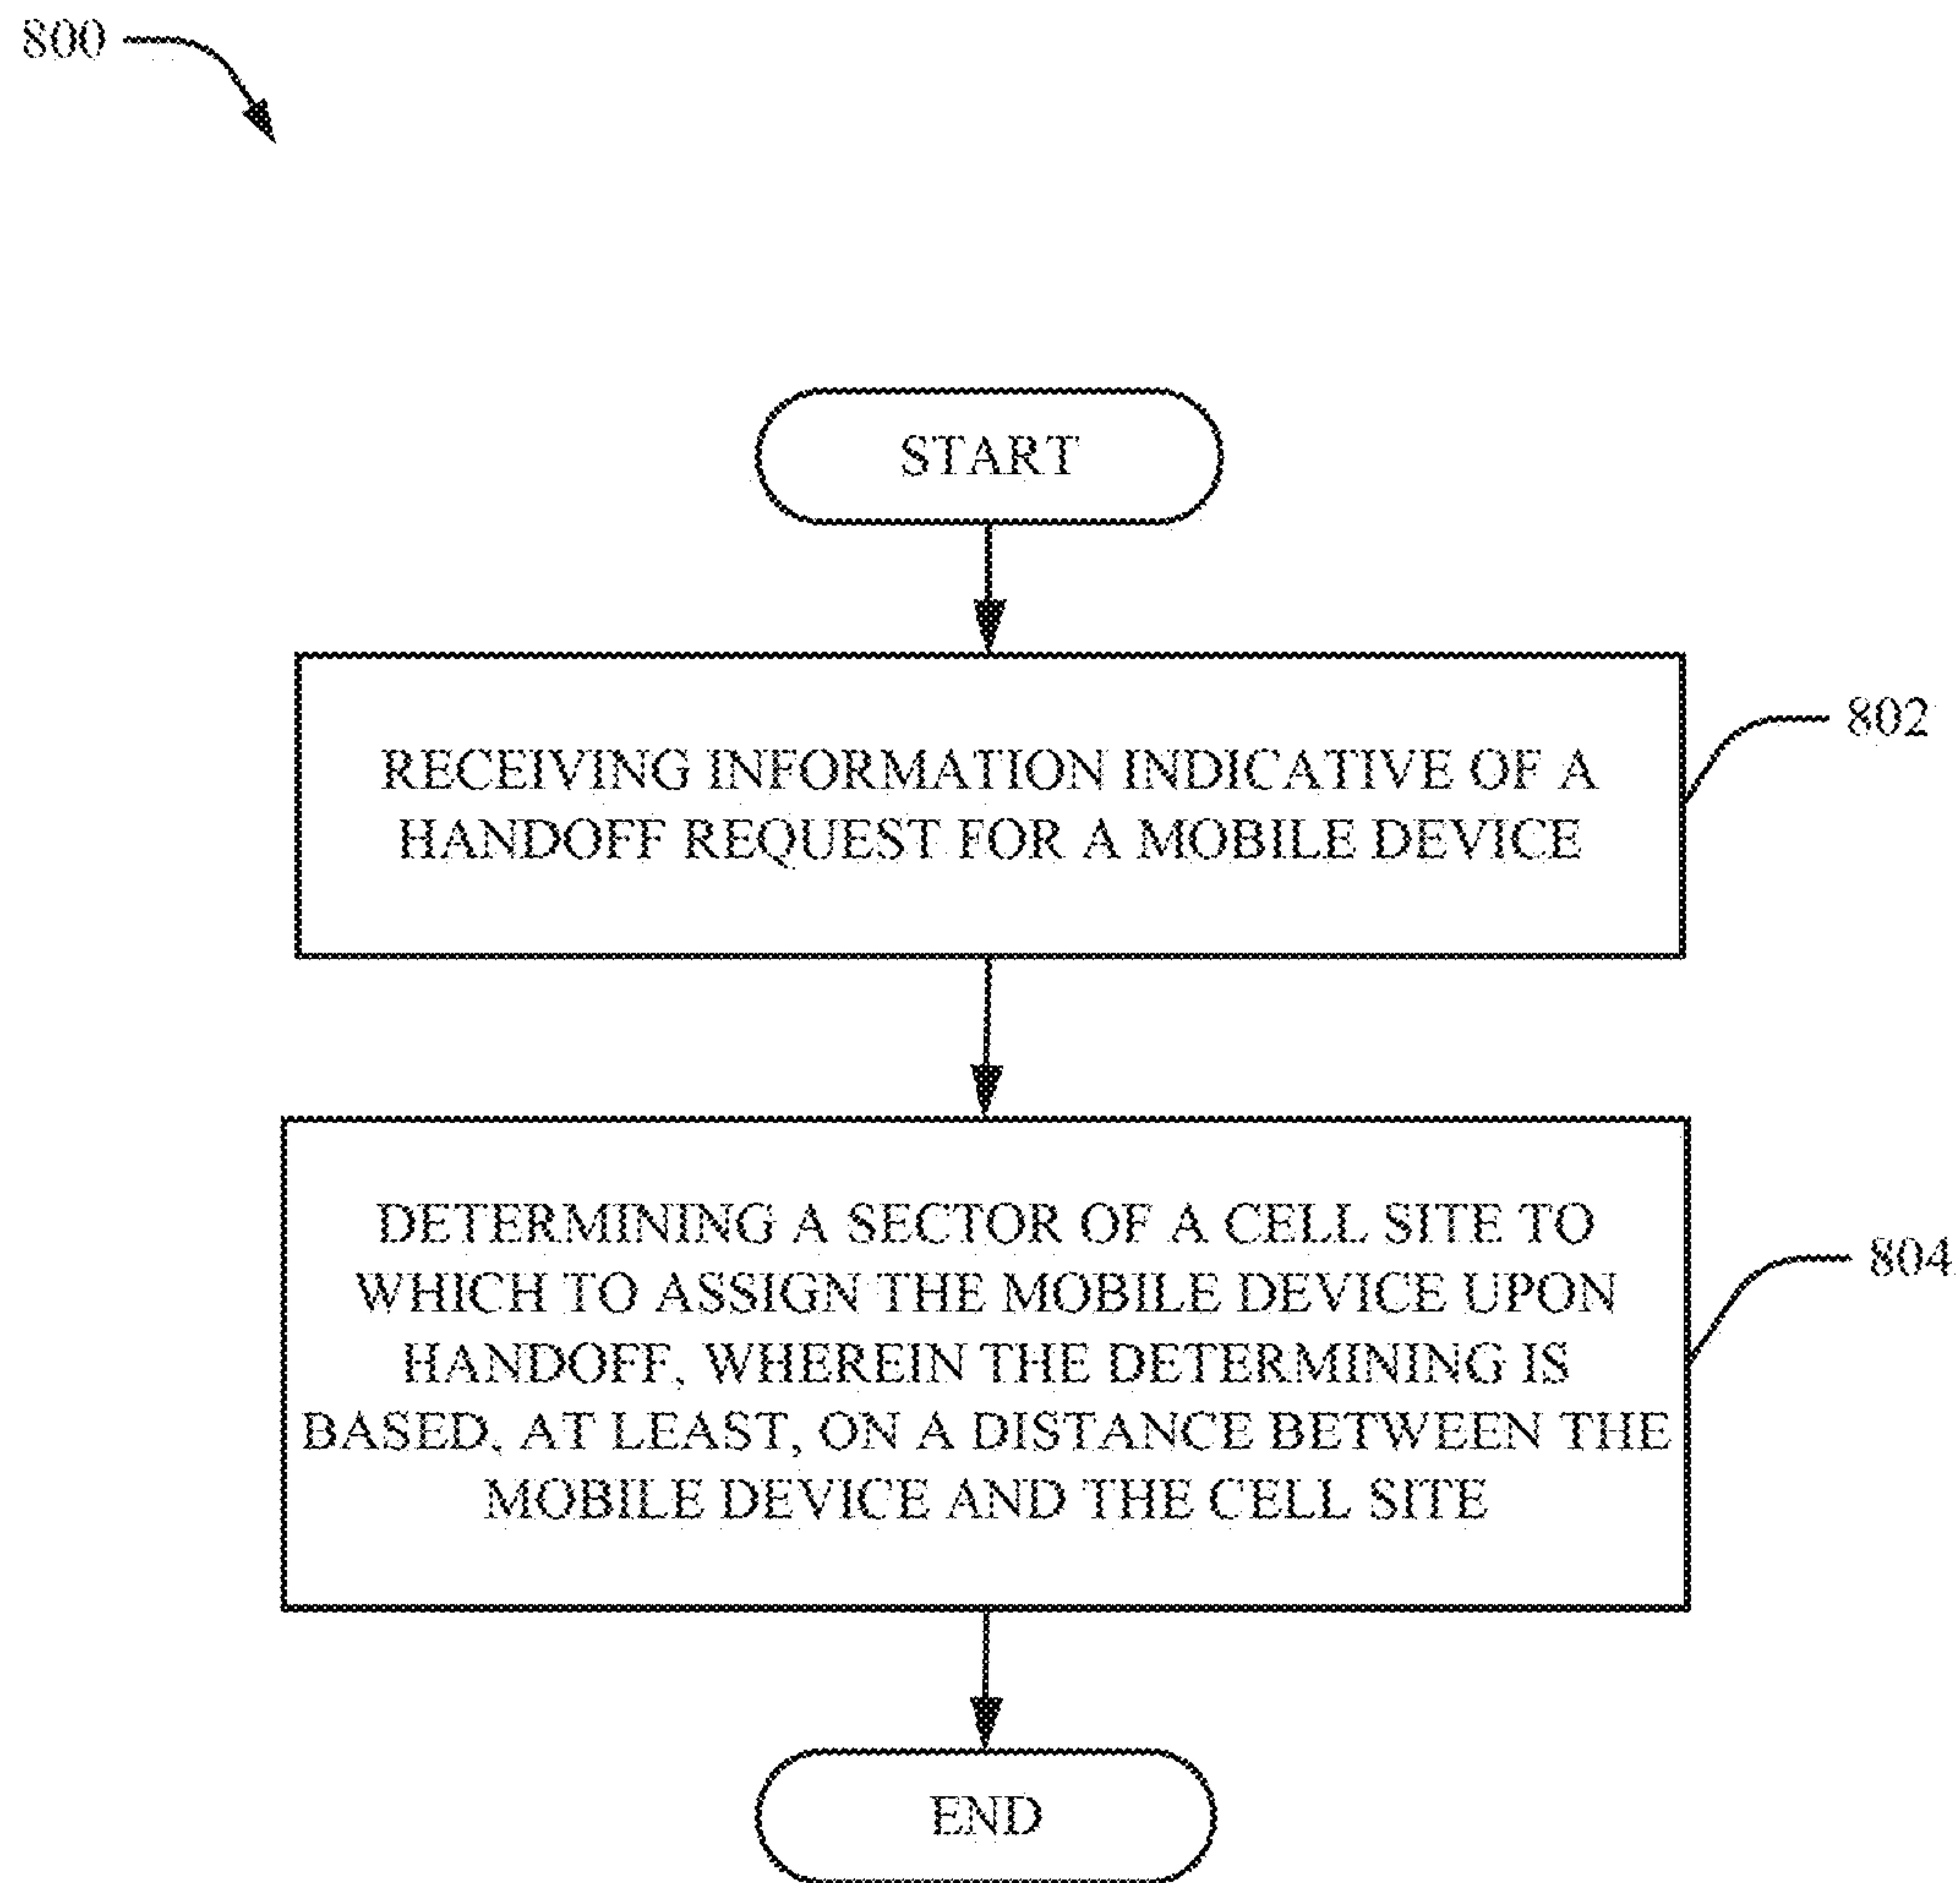 800
START
RECEIVING INFORMATION INDICATIVE OF A
HANDOFF REQUEST FOR A MOBILE DEVICE
802
DETERMINING A SECTOR OF A CELL SITE TO
WHICH TO ASSIGN THE MOBILE DEVICE UPON
HANDOFF, WHEREIN THE DETERMINING IS
BASED, AT LEAST, ON A DISTANCE BETWEEN THE
MOBILE DEVICE AND THE CELL SITE
804
END